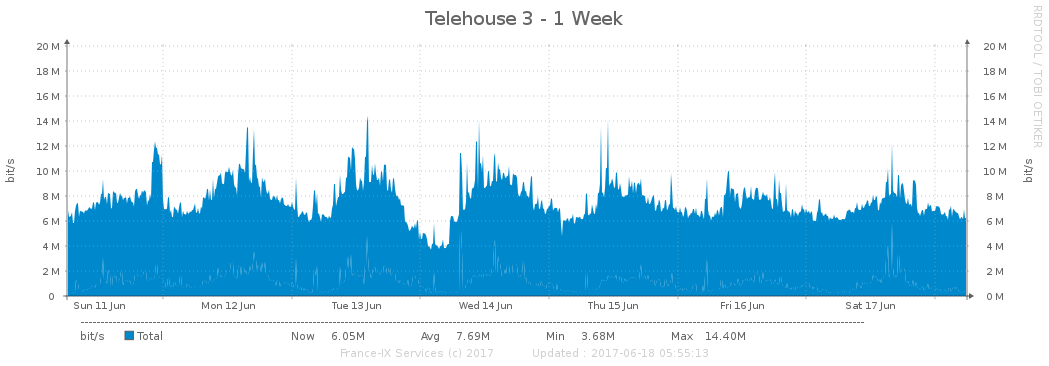 Telehouse 3 - 1 Week
RRDTOOL / TOBI OETIKER
20 M 20 M
18 M 18 M
16 M 16 M
14 M 14 M
12 M 12 M
10 M 10 M
8 M 8 M
6 M 6 M
4 M 4 M
2 M 2 M
0 0 M
bit/s bit/s
Sun 11 Jun Mon 12 Jun Tue 13 Jun Wed 14 Jun Thu 15 Jun Fri 16 Jun Sat 17 Jun
bit/s Total Now 6.05M Avg 7.69M Min 3.68M Max 14.40M
France-IX Services (c) 2017 Updated : 2017-06-18 05:55:13